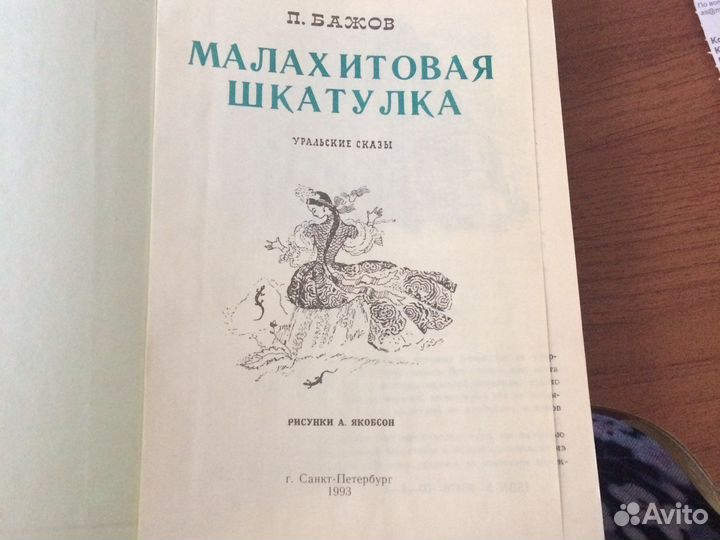 П. БАЖОВ
МАЛАХИТОВАЯ
ШКАТУЛКА
УРАЛЬСКИЕ СКАЗЫ
РИСУНКИ А. ЯКОБСОН
г. Санкт-Петербург
1993
Avito